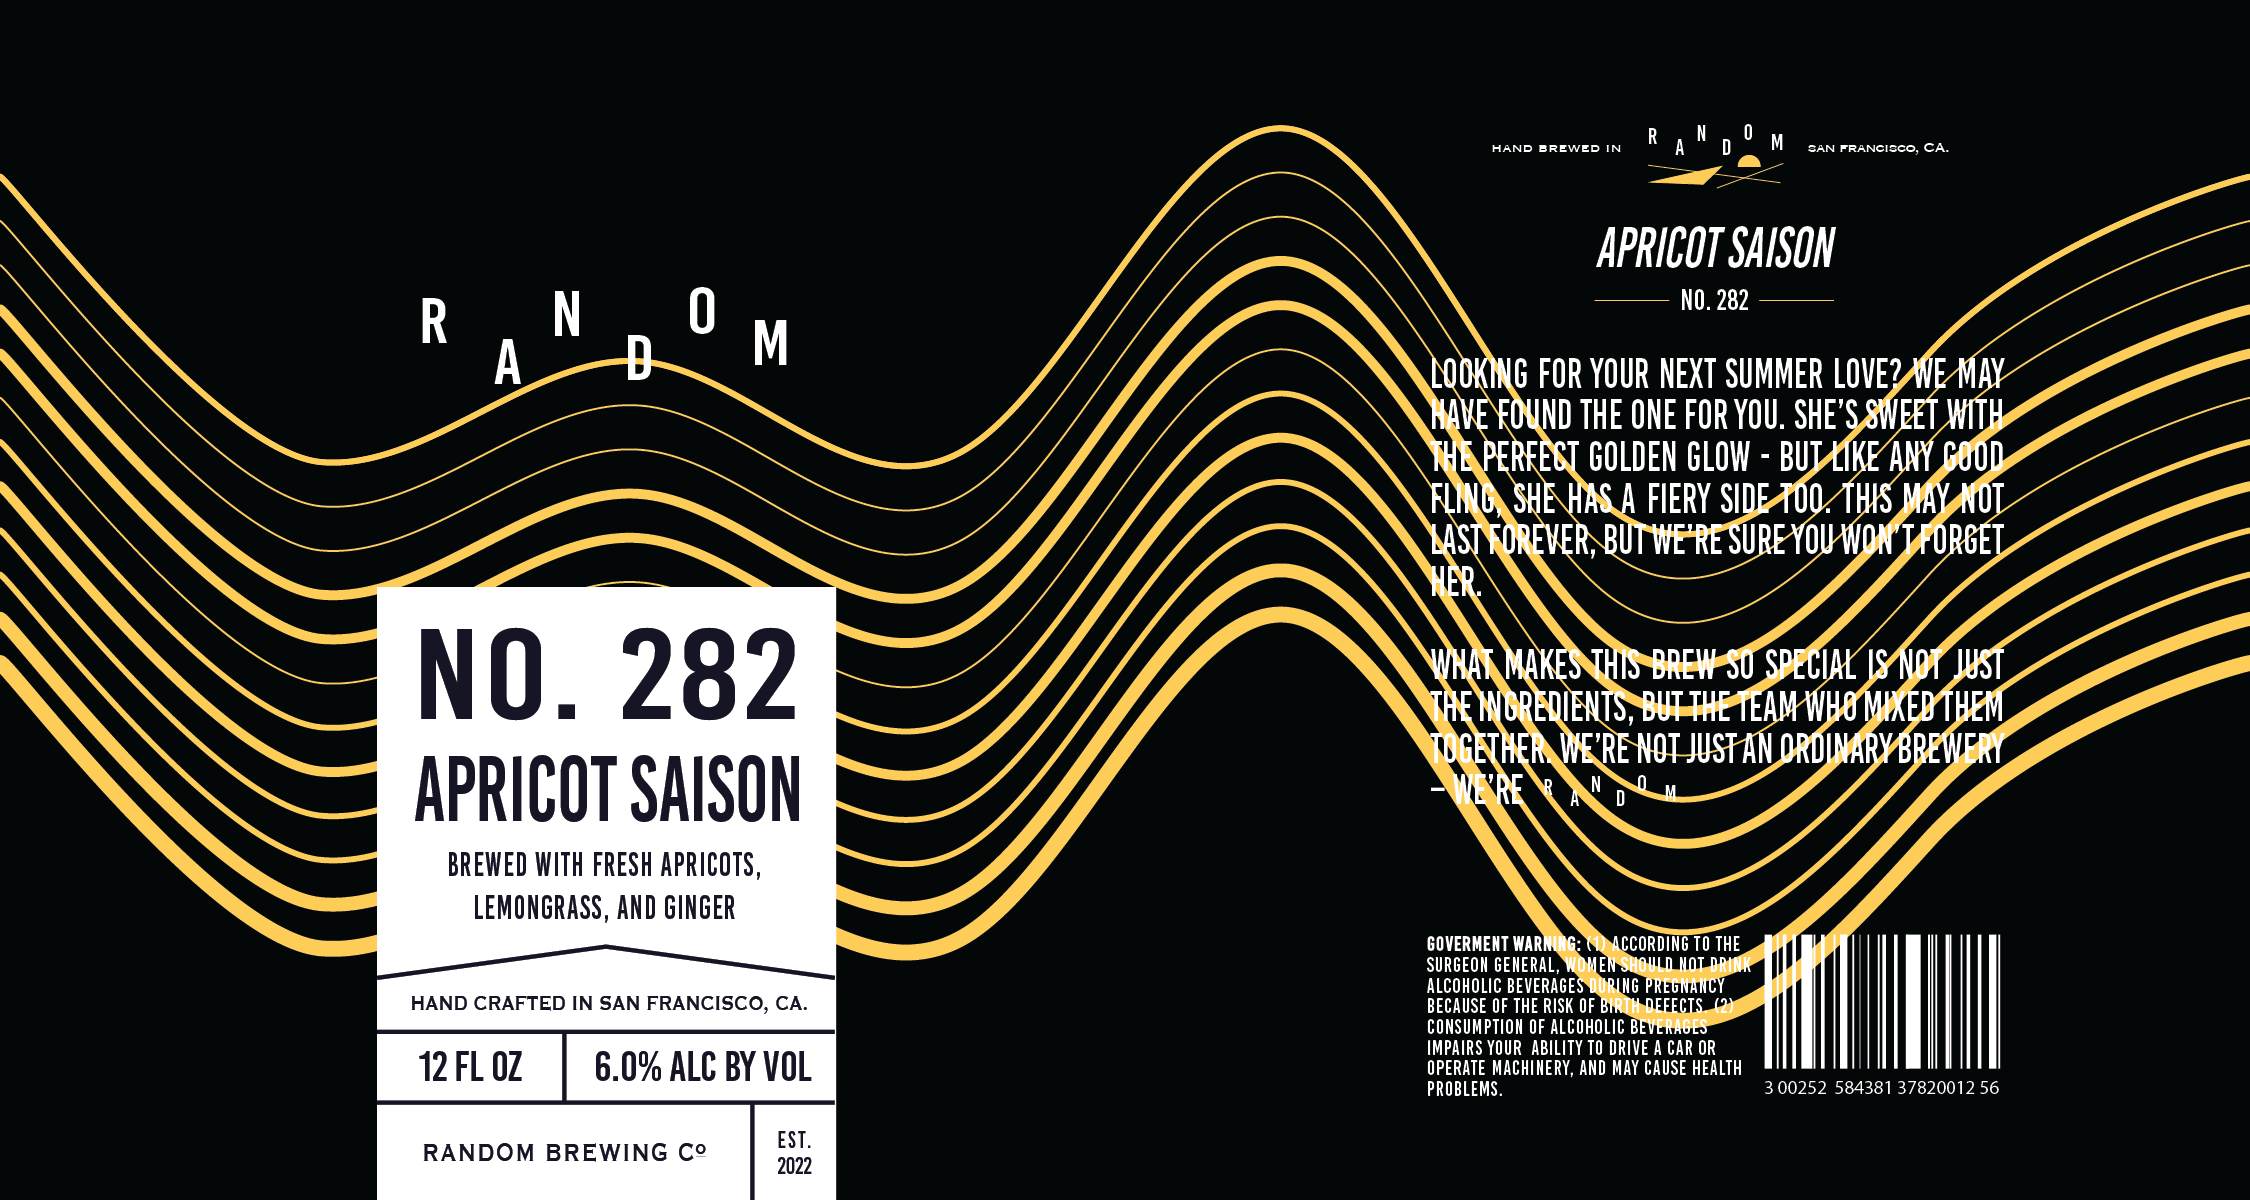 RANDOM
NO. 282
APRICOT SAISON
BREWED WITH FRESH APRICOTS,
LEMONGRASS, AND GINGER
HAND CRAFTED IN SAN FRANCISCO, CA.
12 FL OZ
6.0% ALC BY VOL
RANDOM BREWING Cº
EST.
2022
HAND BREWED IN RANDOM SAN FRANCISCO, CA.
APRICOT SAISON
NO. 282
LOOKING FOR YOUR NEXT SUMMER LOVE? WE MAY
HAVE FOUND THE ONE FOR YOU. SHE'S SWEET WITH
THE PERFECT GOLDEN GLOW - BUT LIKE ANY GOOD
FLING, SHE HAS A FIERY SIDE TOO. THIS MAY NOT
LAST FOREVER, BUT WE'RE SURE YOU WON'T FORGET
HER.
WHAT MAKES THIS BREW SO SPECIAL IS NOT JUST
THE INGREDIENTS, BUT THE TEAM WHO MIXED THEM
TOGETHER. WE'RE NOT JUST AN ORDINARY BREWERY
– WE'RE RANDOM
GOVERMENT WARNING: (1) ACCORDING TO THE
SURGEON GENERAL, WOMEN SHOULD NOT DRINK
ALCOHOLIC BEVERAGES DURING PREGNANCY
BECAUSE OF THE RISK OF BIRTH DEFECTS. (2)
CONSUMPTION OF ALCOHOLIC BEVERAGES
IMPAIRS YOUR ABILITY TO DRIVE A CAR OR
OPERATE MACHINERY, AND MAY CAUSE HEALTH
PROBLEMS.
3 00252 584381 37820012 56